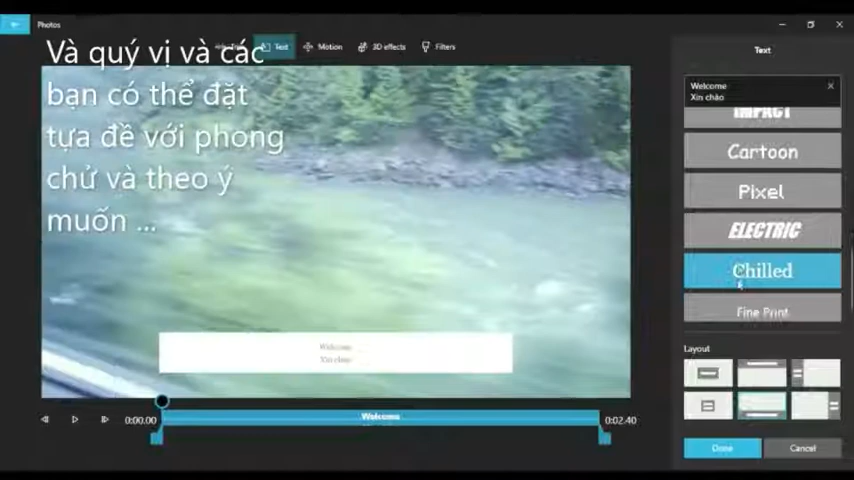 Photos
Text
Motion
3D effects
Filters
Text
Và quý vị và các
bạn có thể đặt
tựa đề với phong
chử và theo ý
muốn ...
Welcome
Xin chào
IMPACT
Cartoon
Pixel
ELECTRIC
Chilled
Fine Print
Layout
Welcome
Xin chào
0:00.00
Welcome
0:02.40
Done
Cancel